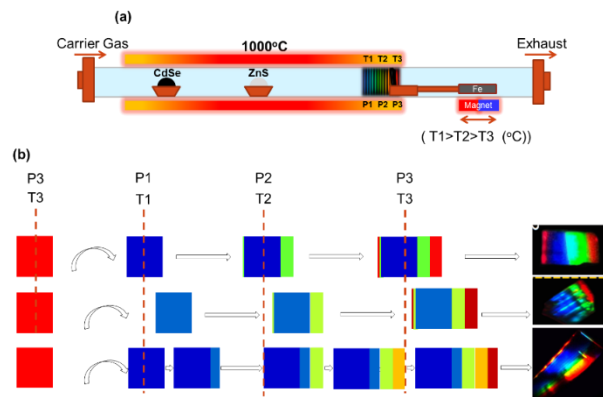 (a)
Carrier Gas
1000°C
Exhaust
CdSe
ZnS
T1 T2 T3
P1 P2 P3
Fe
Magnet
( T1>T2>T3 (°C))
(b)
P3 P1 P2 P3
T3 T1 T2 T3